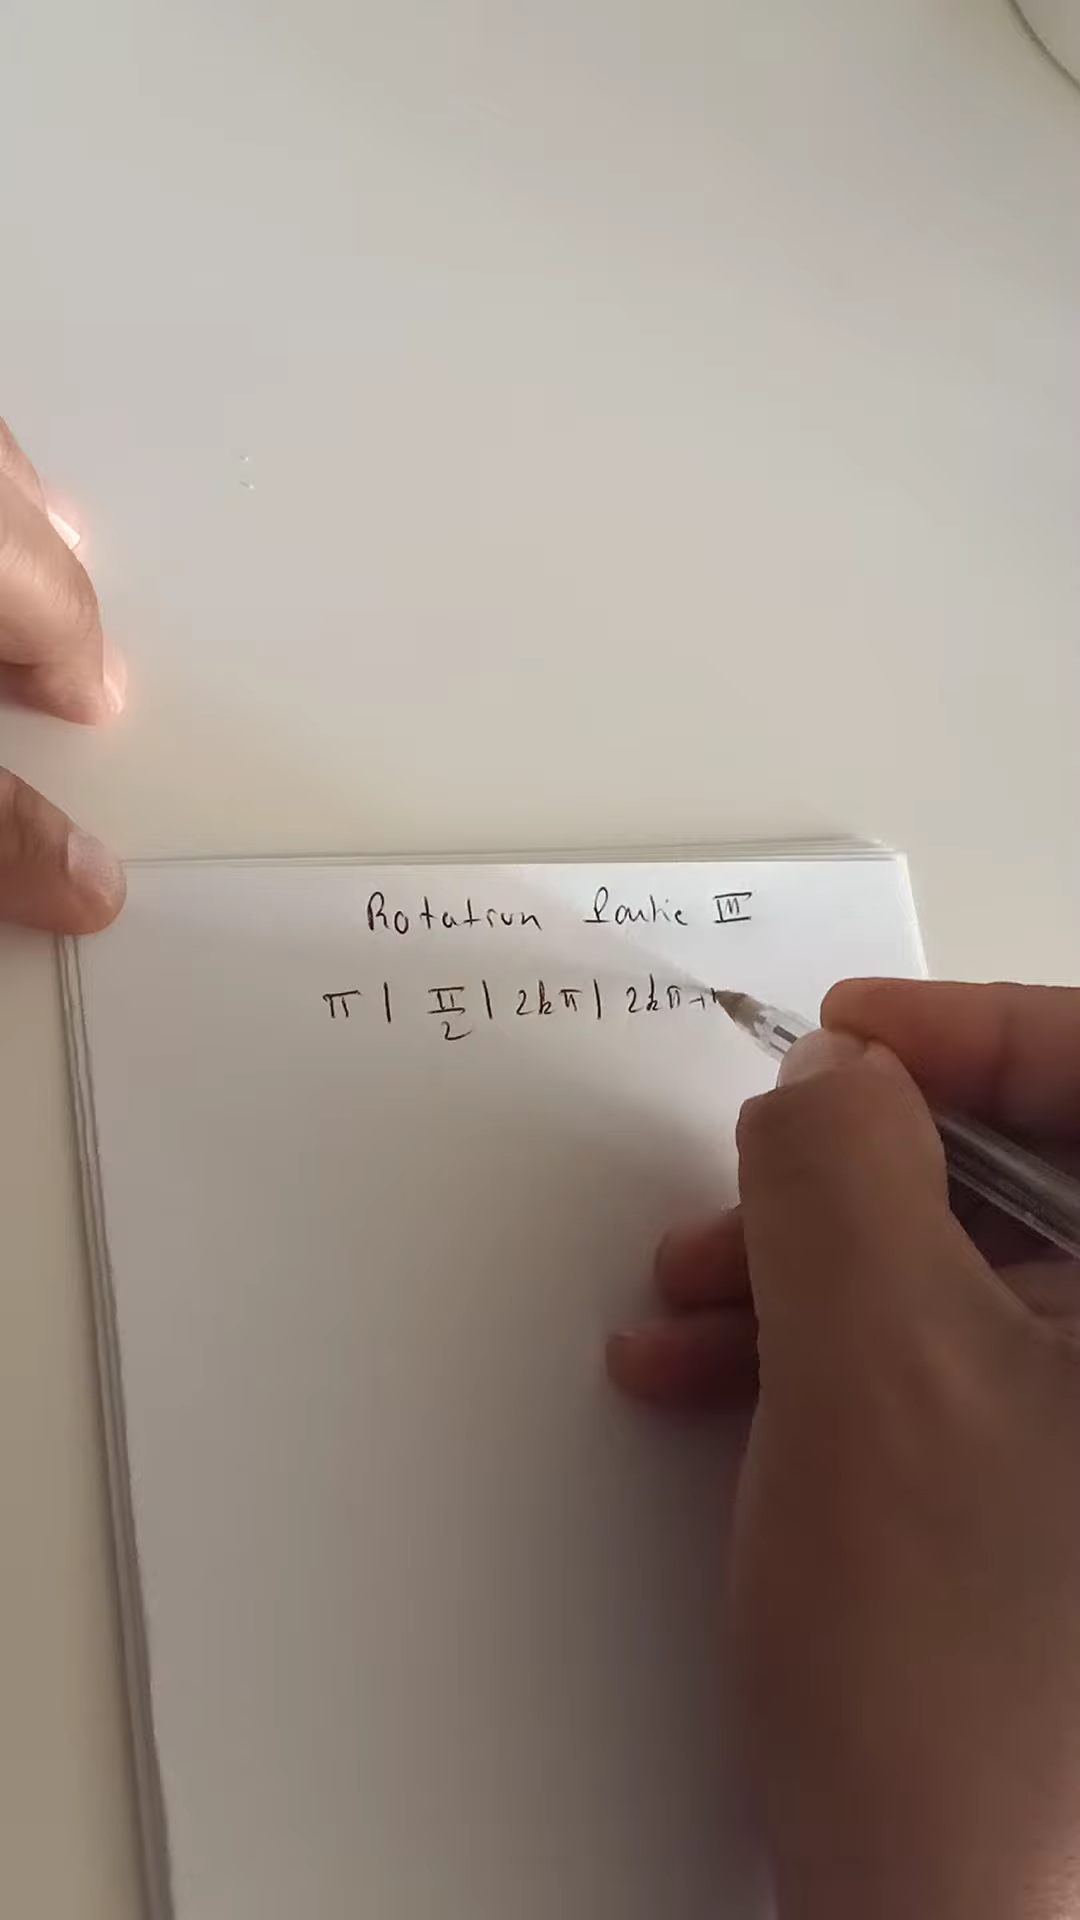 Rotation Partie III
π | π/2 | 2kπ | 2kπ +